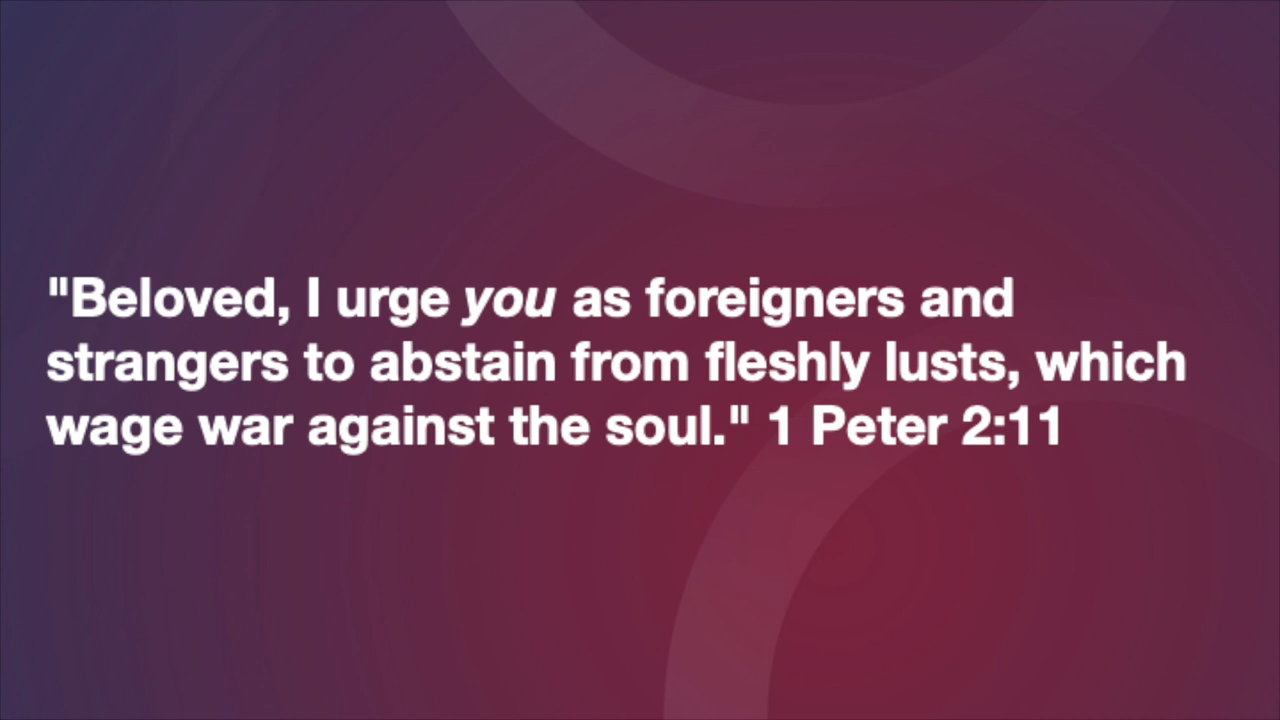 "Beloved, I urge you as foreigners and
strangers to abstain from fleshly lusts, which
wage war against the soul." 1 Peter 2:11